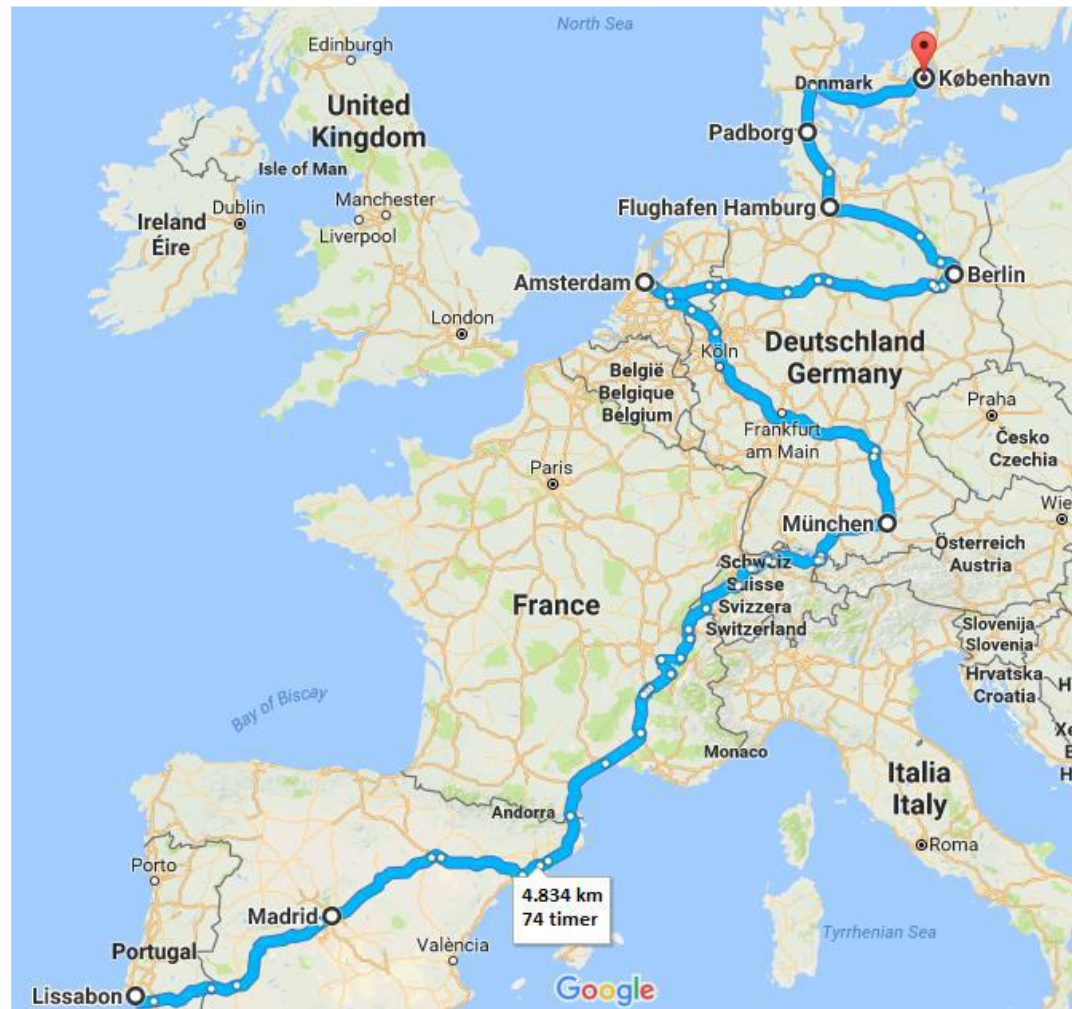 North Sea
Edinburgh
Denmark
København
United
Kingdom
Padborg
Isle of Man
Flughafen Hamburg
Manchester
Dublin
Ireland
Éire
Liverpool
Amsterdam
Berlin
London
Deutschland
Germany
Köln
België
Belgique
Belgium
Praha
Frankfurt
am Main
Česko
Czechia
Paris
München
Wie
Österreich
Austria
Schweiz
Suisse
Svizzera
Switzerland
France
Slovenija
Slovenia
Hrvatska
Croatia
H
Bay of Biscay
Monaco
Xe
B
H
Italia
Italy
Andorra
Roma
Porto
4.834 km
74 timer
Madrid
Portugal
València
Tyrrhenian Sea
Lissabon
Google